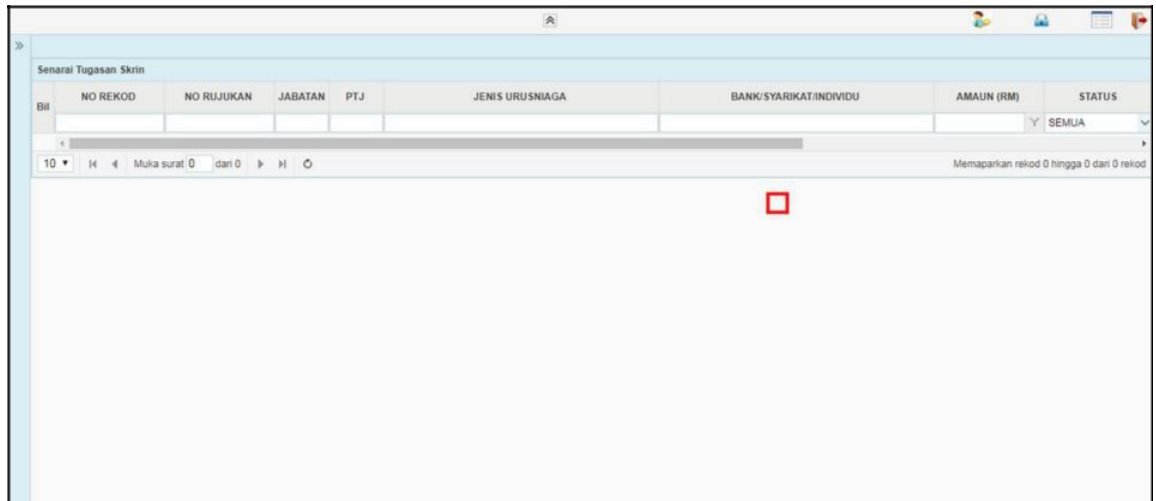 Senarai Tugasan Skrin
Bil NO REKOD NO RUJUKAN JABATAN PTJ JENIS URUSNIAGA BANK/SYARIKAT/INDIVIDU AMAUN (RM) STATUS
SEMUA
10 Muka surat 0 dari 0 Memaparkan rekod 0 hingga 0 dari 0 rekod